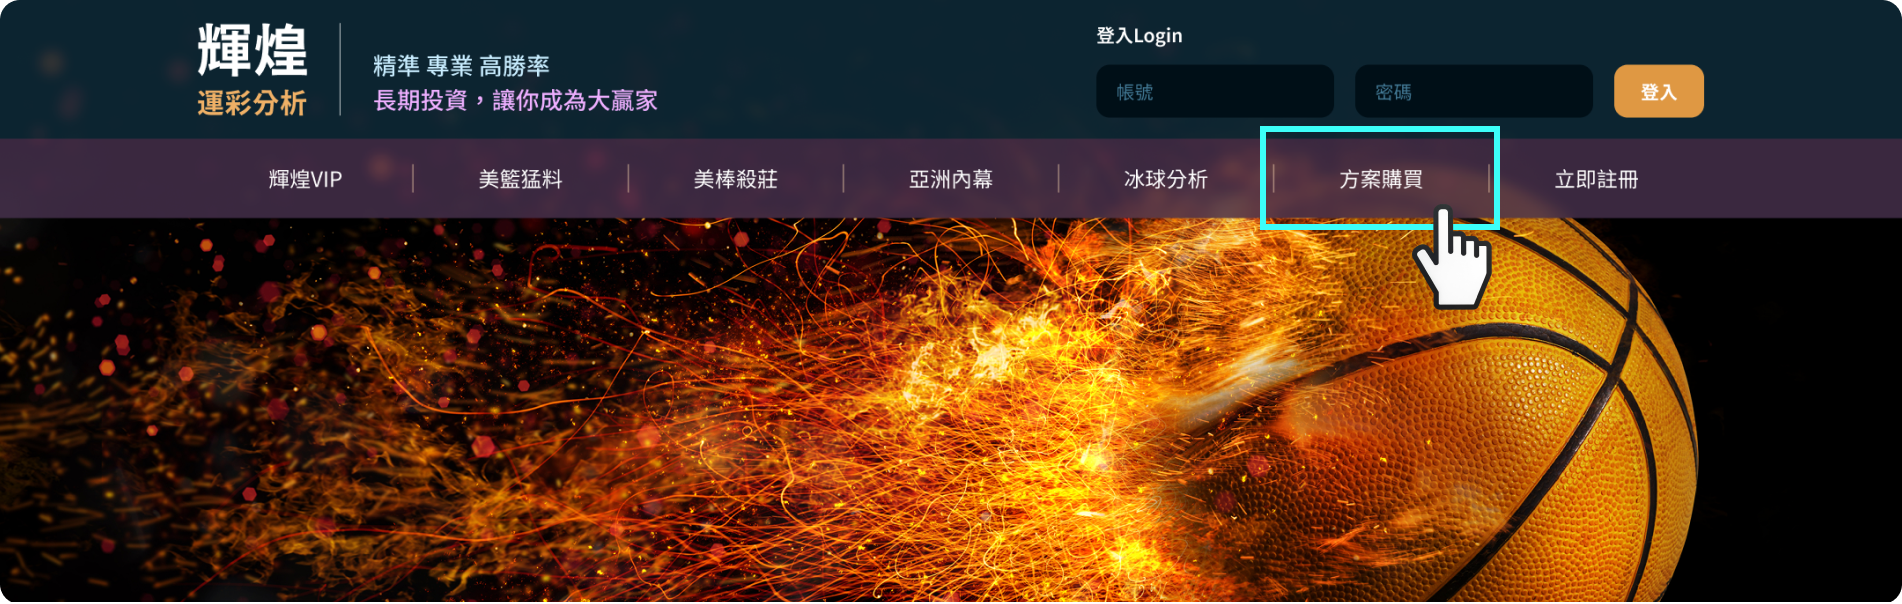 輝煌
運彩分析
精準 專業 高勝率
長期投資，讓你成為大贏家
登入Login
帳號
密碼
登入
輝煌VIP
美籃猛料
美棒殺莊
亞洲內幕
冰球分析
方案購買
立即註冊